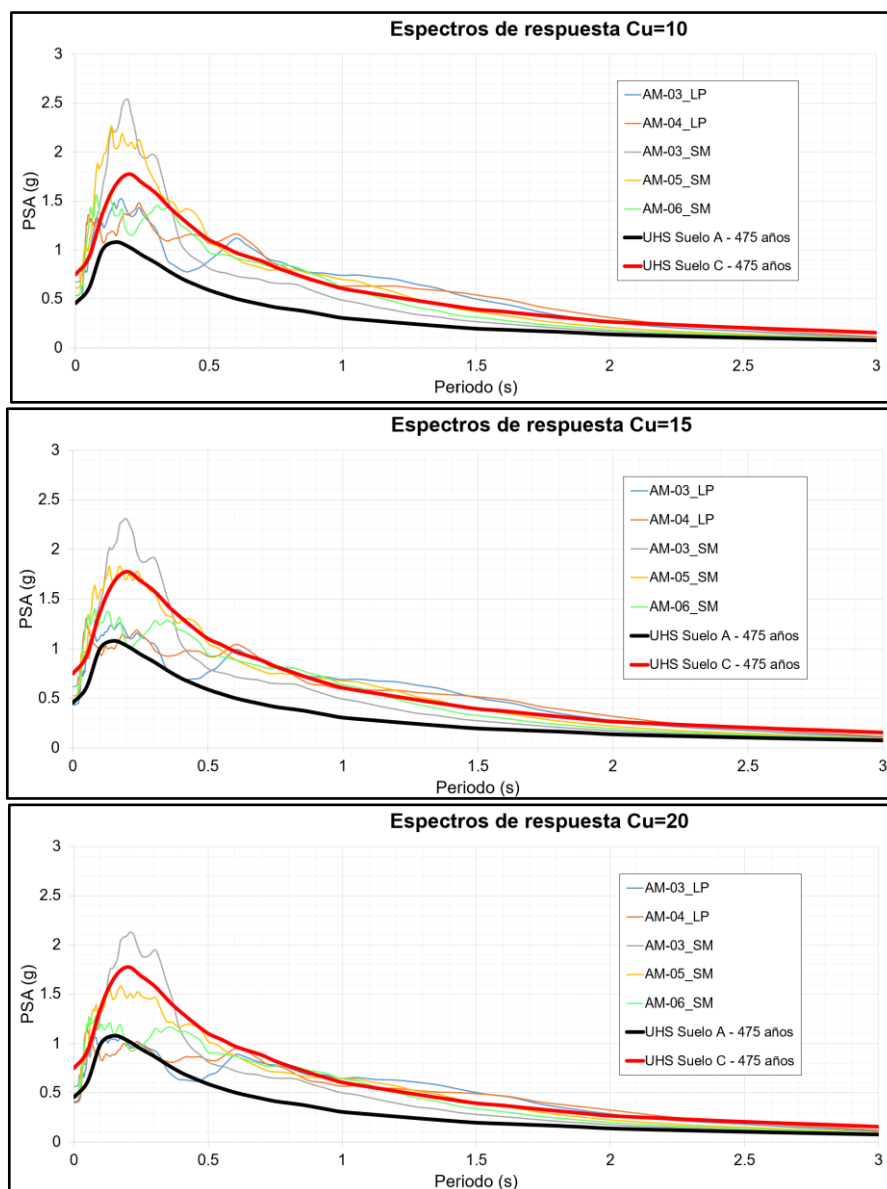 Espectros de respuesta Cu=10
3
2.5
2
1.5
1
0.5
0
PSA (g)
AM-03_LP
AM-04_LP
AM-03_SM
AM-05_SM
AM-06_SM
UHS Suelo A - 475 años
UHS Suelo C - 475 años
0
0.5
1
1.5
2
2.5
3
Periodo (s)
Espectros de respuesta Cu=15
3
2.5
2
1.5
1
0.5
0
PSA (g)
AM-03_LP
AM-04_LP
AM-03_SM
AM-05_SM
AM-06_SM
UHS Suelo A - 475 años
UHS Suelo C - 475 años
0
0.5
1
1.5
2
2.5
3
Periodo (s)
Espectros de respuesta Cu=20
3
2.5
2
1.5
1
0.5
0
PSA (g)
AM-03_LP
AM-04_LP
AM-03_SM
AM-05_SM
AM-06_SM
UHS Suelo A - 475 años
UHS Suelo C - 475 años
0
0.5
1
1.5
2
2.5
3
Periodo (s)